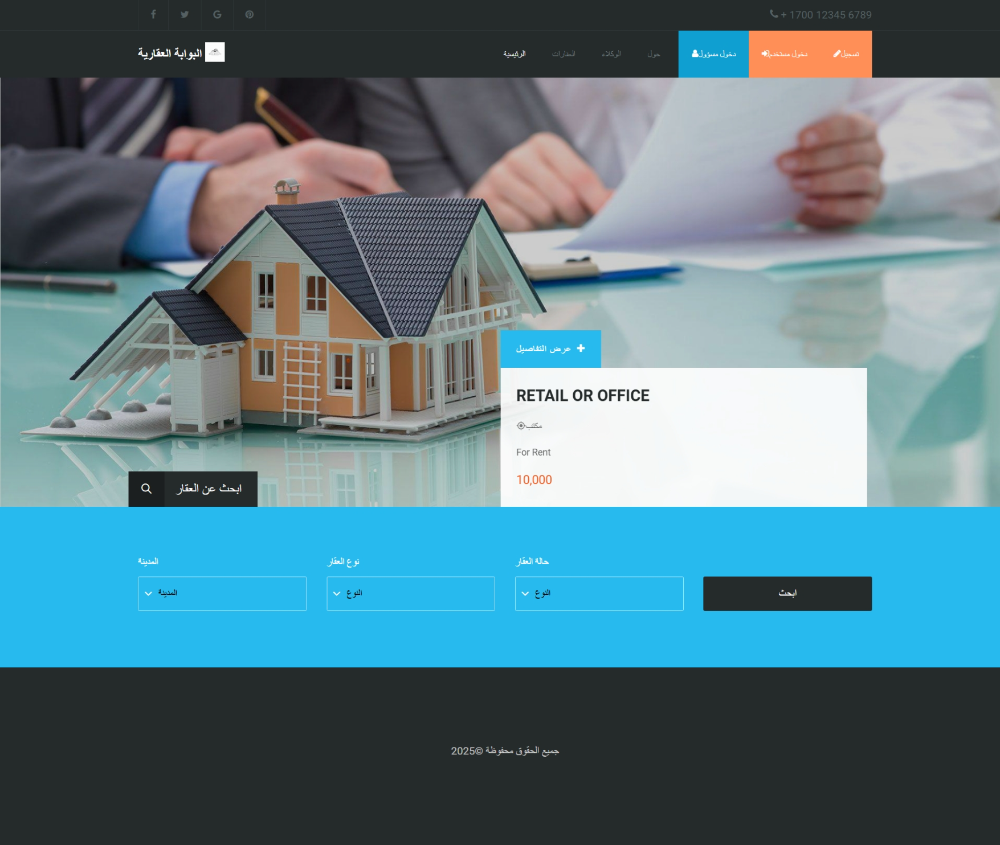 + 1700 12345 6789
البوابة العقارية
الرئيسية
العقارات
الوكلاء
حول
دخول مسؤول
دخول مستخدم
تسجيل
عرض التفاصيل
RETAIL OR OFFICE
مكتب
For Rent
10,000
ابحث عن العقار
المدينة
نوع العقار
حالة العقار
المدينة
النوع
النوع
ابحث
جميع الحقوق محفوظة ©2025